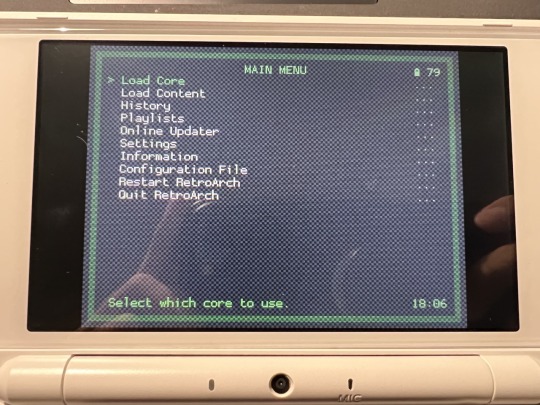 MAIN MENU 79
> Load Core ...
Load Content ...
History ...
Playlists ...
Online Updater ...
Settings ...
Information ...
Configuration File ...
Restart RetroArch ...
Quit RetroArch ...
Select which core to use. 18:06
MIC